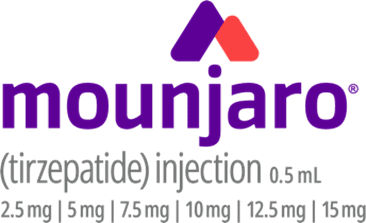 mounjaro®
(tirzepatide) injection 0.5 mL
2.5 mg | 5 mg | 7.5 mg | 10 mg | 12.5 mg | 15 mg